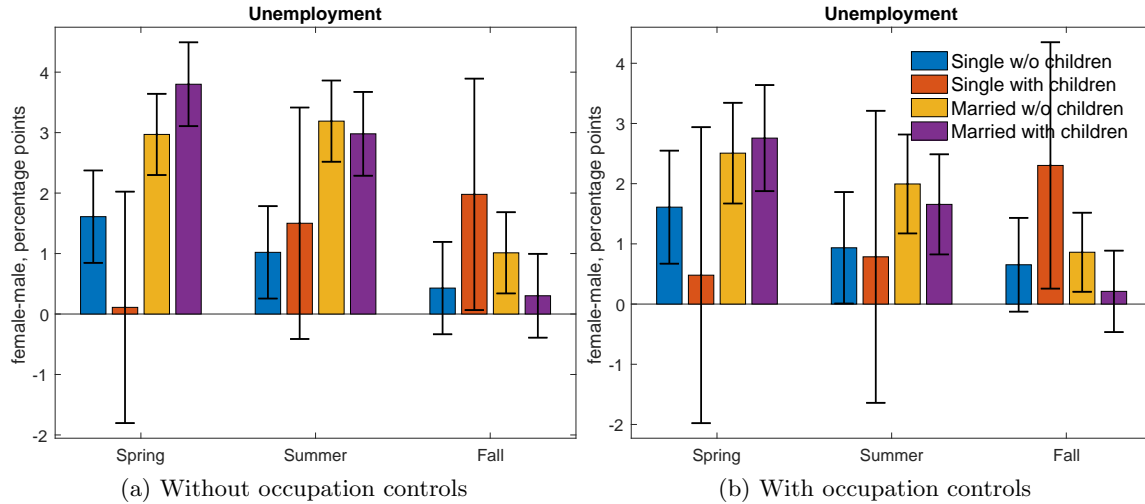 Unemployment
4
3
2
1
0
-1
-2
female-male, percentage points
Spring
Summer
Fall
(a) Without occupation controls
Unemployment
Single w/o children
Single with children
Married w/o children
Married with children
4
3
2
1
0
-1
-2
female-male, percentage points
Spring
Summer
Fall
(b) With occupation controls